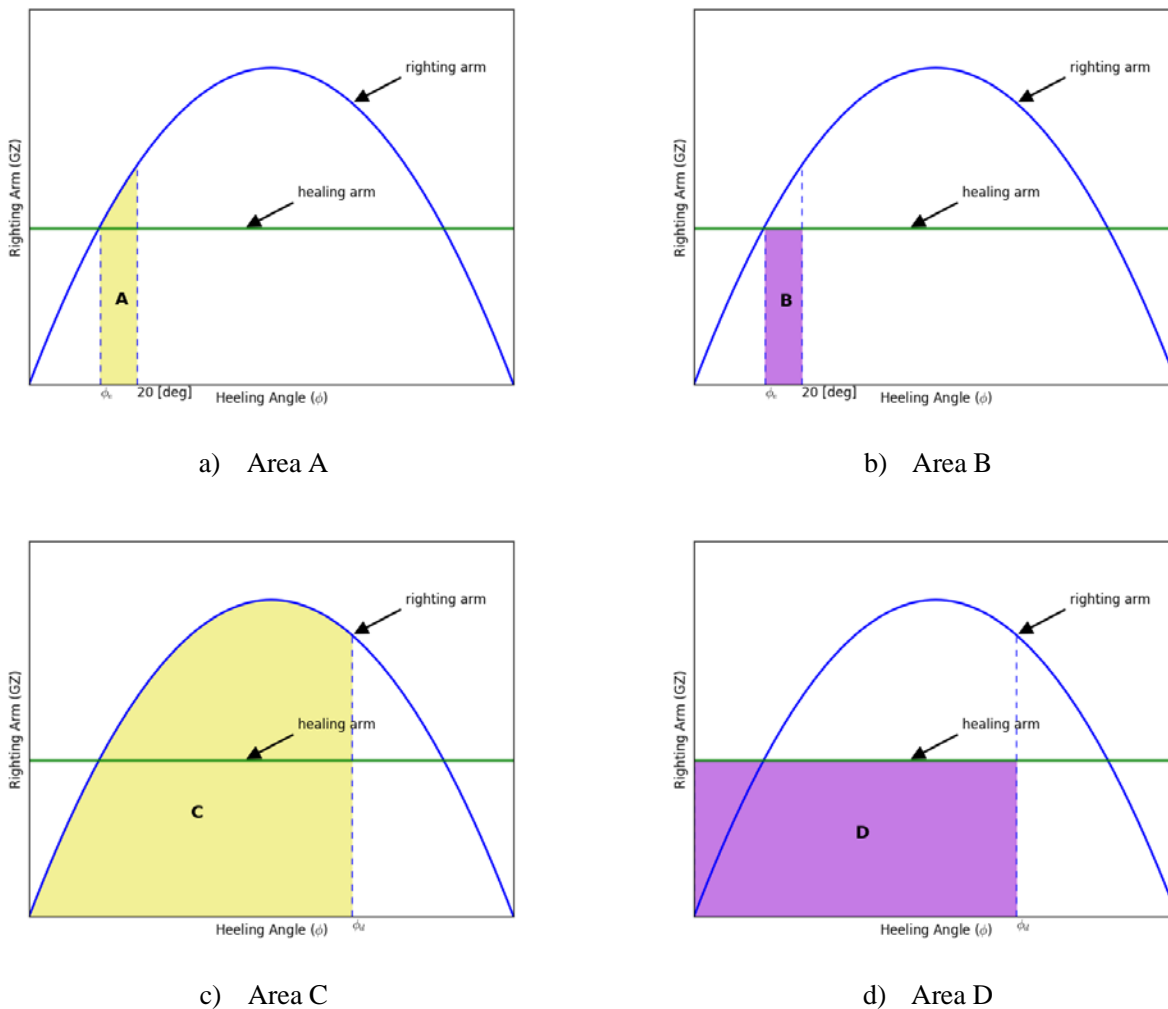 righting arm
healing arm
A
Righting Arm (GZ)
ϕₑ 20 [deg]
Heeling Angle (ϕ)
a) Area A
righting arm
healing arm
B
Righting Arm (GZ)
ϕₑ 20 [deg]
Heeling Angle (ϕ)
b) Area B
righting arm
healing arm
C
Righting Arm (GZ)
ϕd
Heeling Angle (ϕ)
c) Area C
righting arm
healing arm
D
Righting Arm (GZ)
ϕd
Heeling Angle (ϕ)
d) Area D